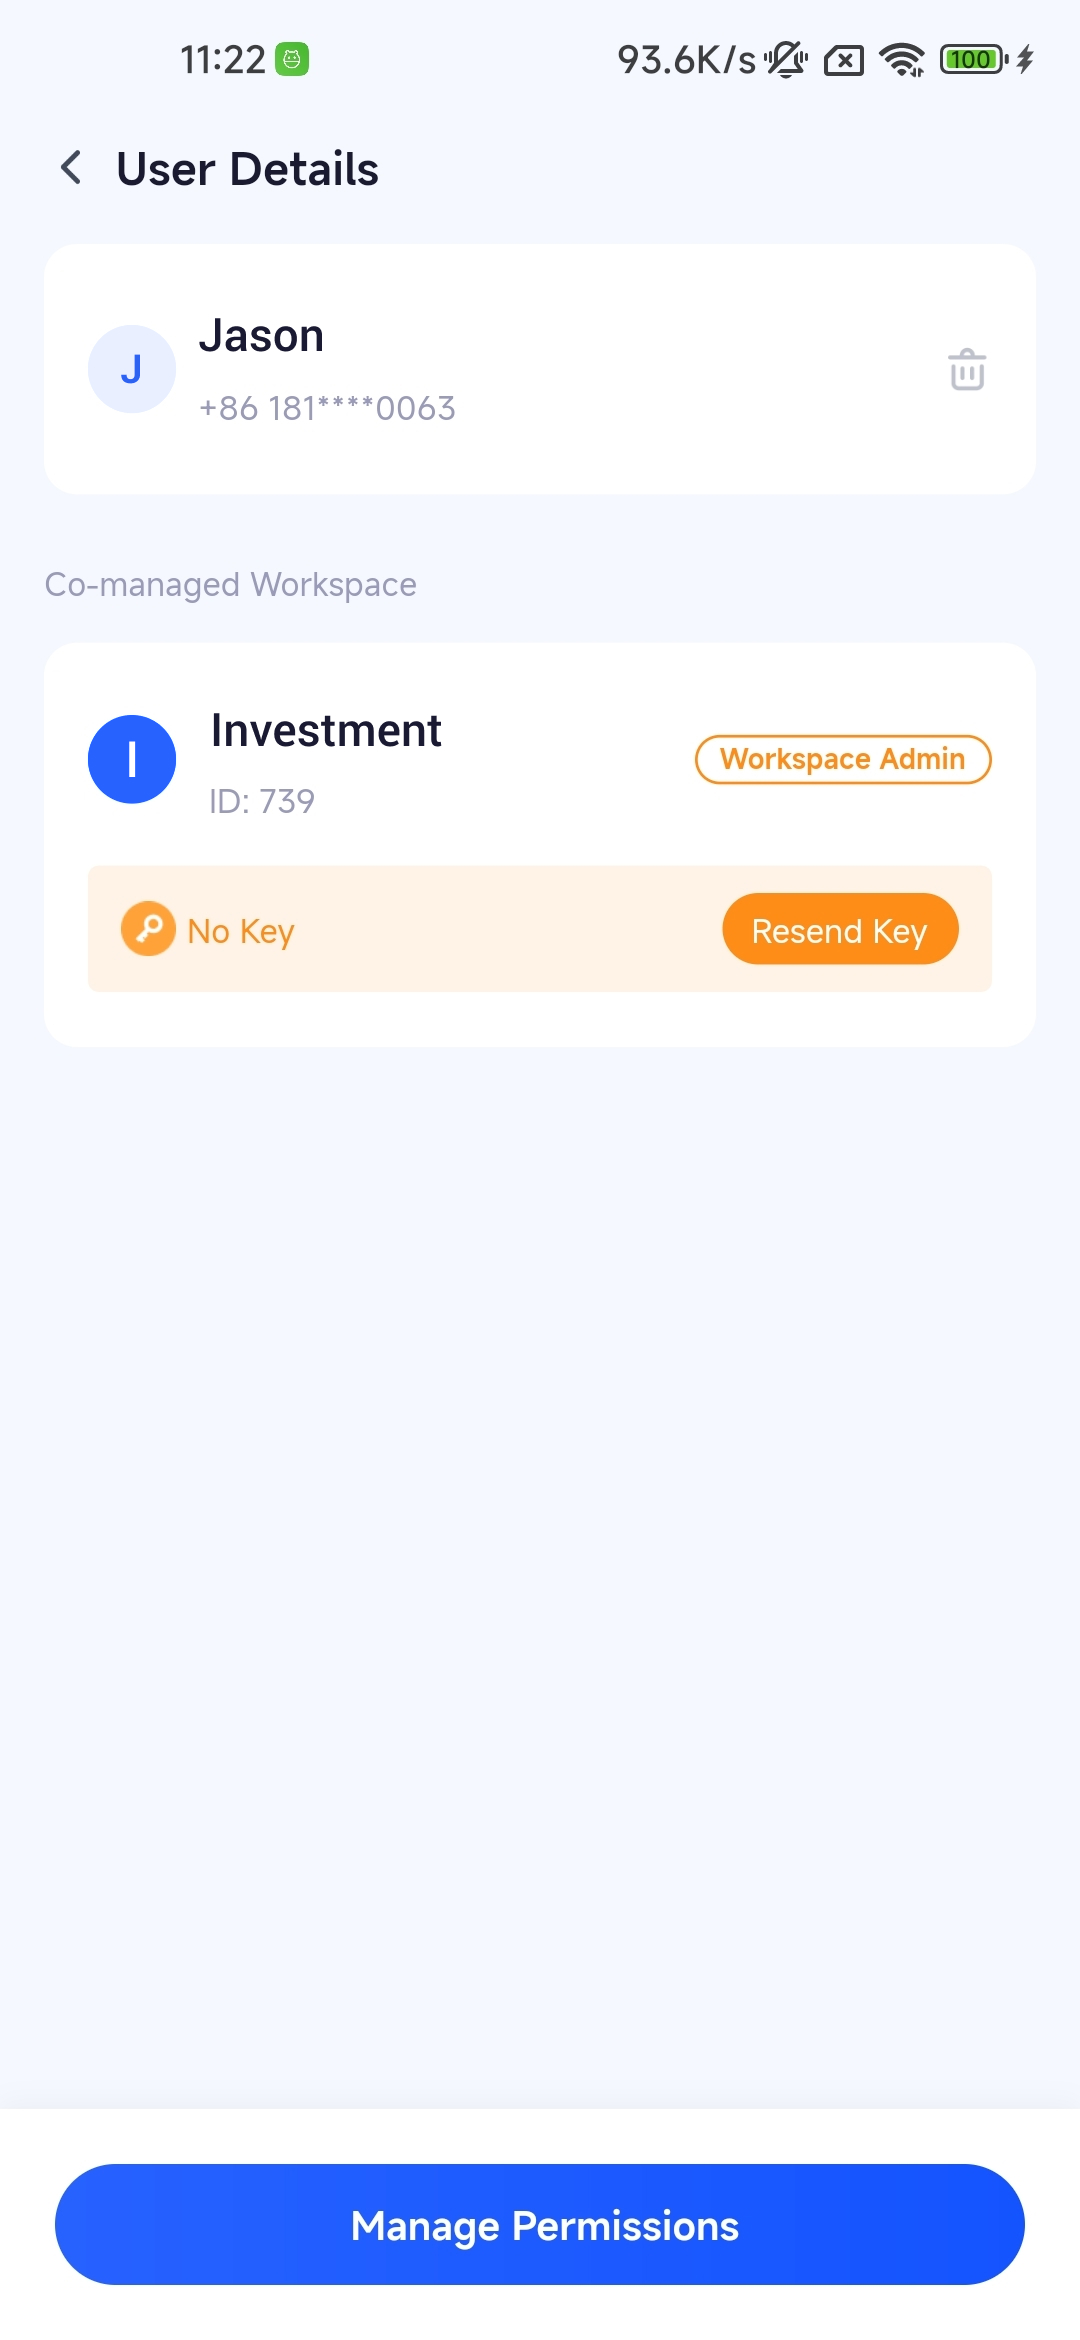 11:22 93.6K/s 100
User Details
J
Jason
+86 181****0063
Co-managed Workspace
I
Investment
Workspace Admin
ID: 739
No Key
Resend Key
Manage Permissions